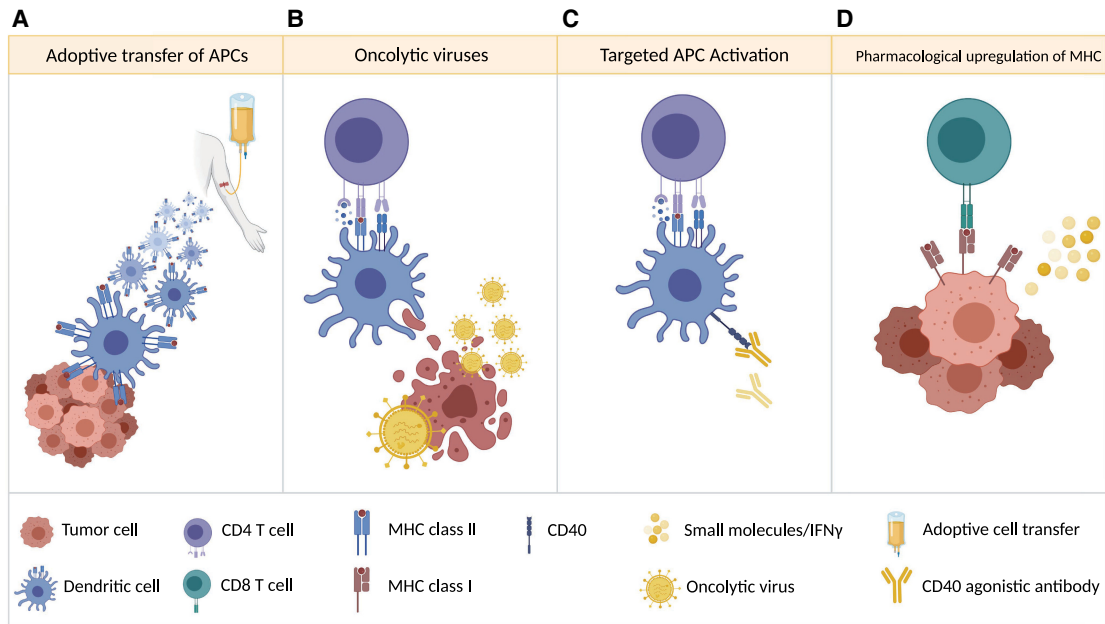 A
B
C
D
Adoptive transfer of APCs
Oncolytic viruses
Targeted APC Activation
Pharmacological upregulation of MHC
Tumor cell
CD4 T cell
MHC class II
CD40
Small molecules/IFNγ
Adoptive cell transfer
Dendritic cell
CD8 T cell
MHC class I
Oncolytic virus
CD40 agonistic antibody